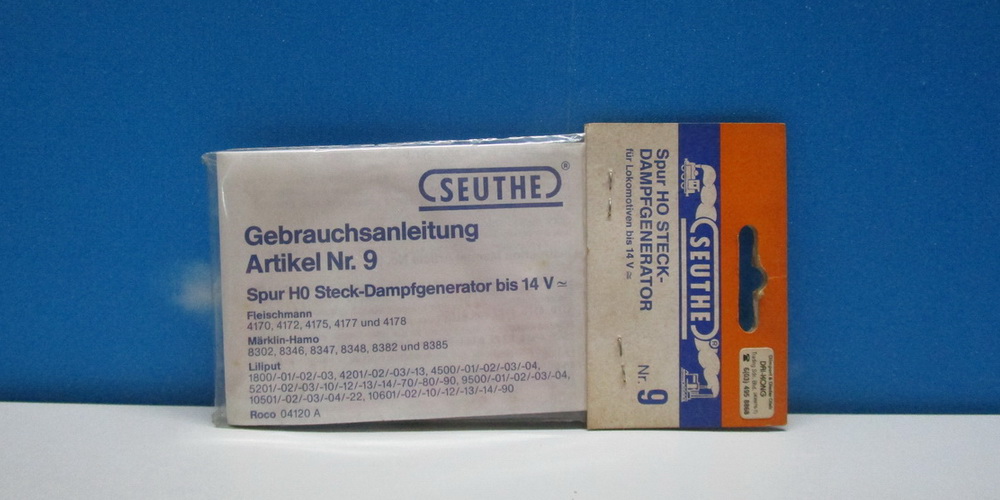 SEUTHE®
Gebrauchsanleitung
Artikel Nr. 9
Spur H0 Steck-Dampfgenerator bis 14 V ≃
Fleischmann
4170, 4172, 4175, 4177 und 4178
Märklin-Hamo
8302, 8346, 8347, 8348, 8382 und 8385
Liliput
1800/-01/-02/-03, 4201/-02/-03/-13, 4500/-01/-02/-03/-04,
5201/-02/-03/-10/-12/-13/-14/-70/-80/-90, 9500/-01/-02/-03/-04,
10501/-02/-03/-04/-22, 10601/-02/-10/-12/-13/-14/-90
Roco 04120 A
Spur HO STECK-
DAMPFGENERATOR
für Lokomotiven bis 14 V ≃
Nr. 9
SEUTHE®
DRI-HONG